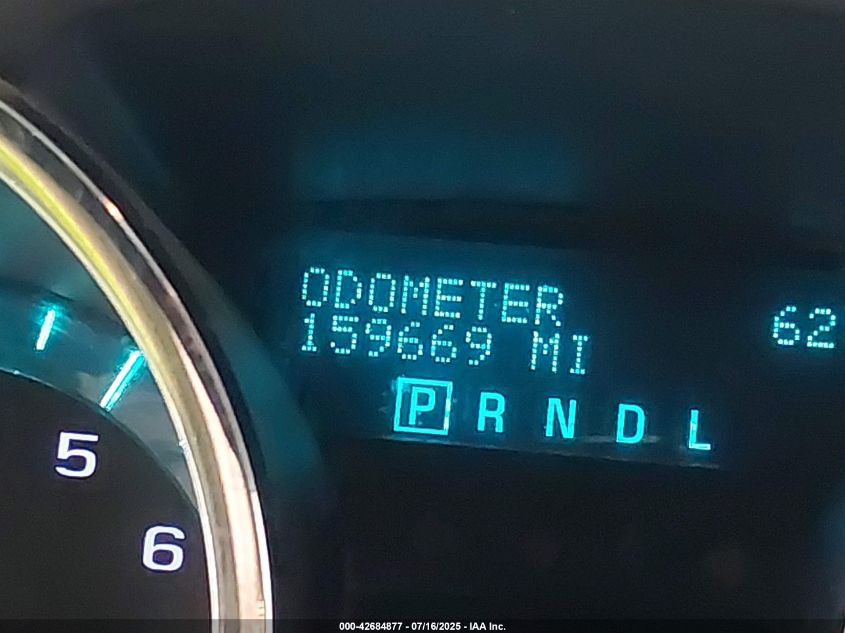 ODOMETER
159669 MI
62
P R N D L
5
6
000-42684877 - 07/16/2025 - IAA Inc.